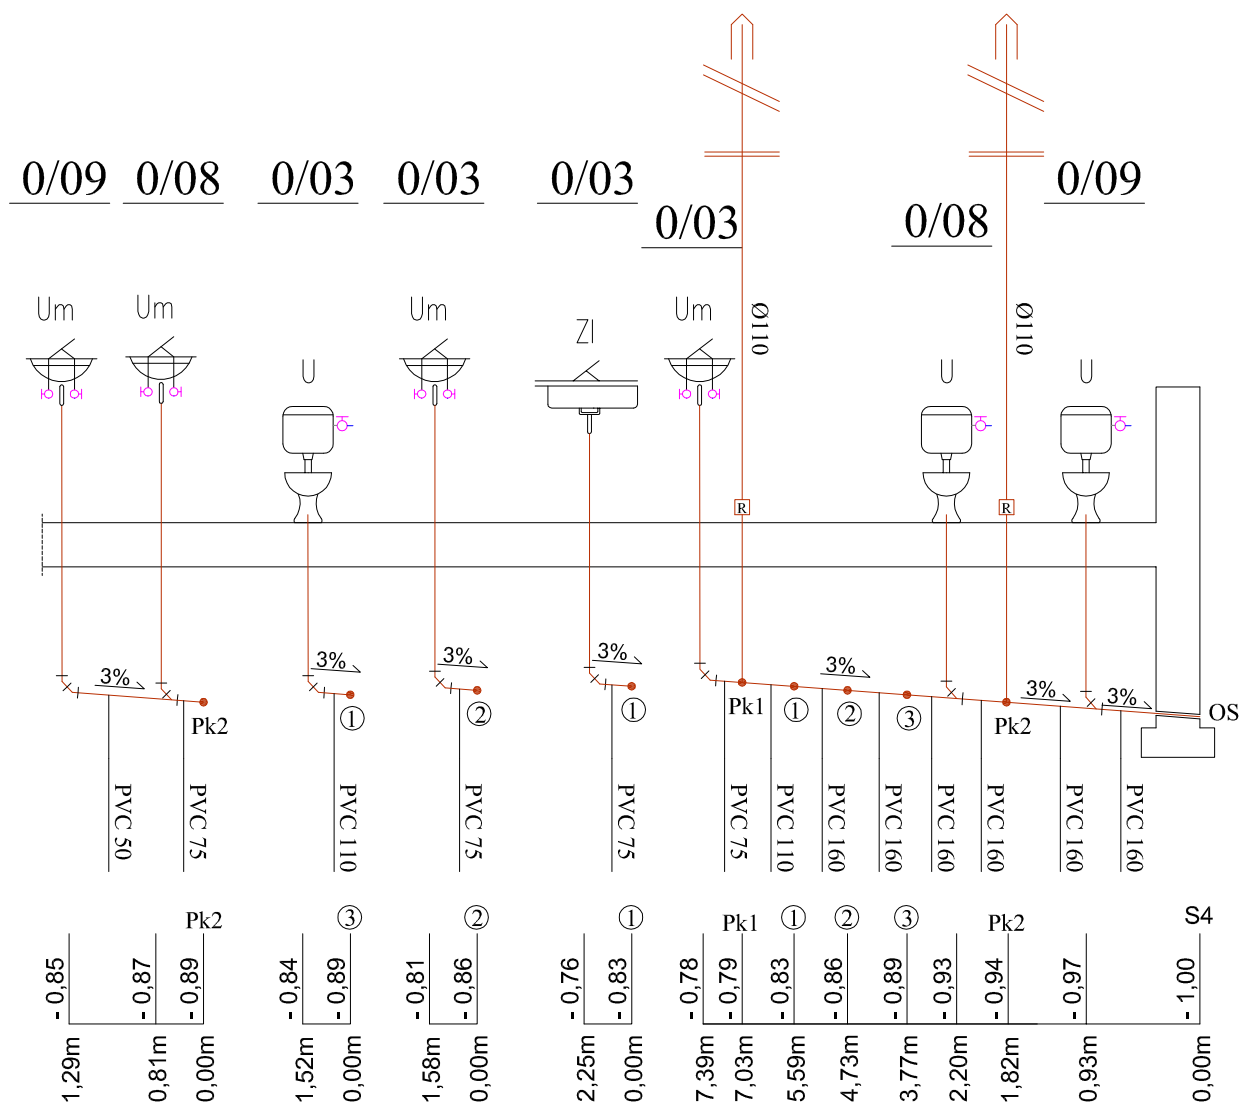 0/09
0/08
0/03
0/03
0/03
0/03
0/08
0/09
Um
Um
U
Um
Zl
Um
Ø110
U
Ø110
U
R
R
3%
3%
3%
3%
3%
3%
3%
Pk2
1
2
1
Pk1
1
2
3
Pk2
OS
PVC 50
PVC 75
PVC 110
PVC 75
PVC 75
PVC 75
PVC 110
PVC 160
PVC 160
PVC 160
PVC 160
PVC 160
PVC 160
Pk2
3
2
1
Pk1
1
2
3
Pk2
S4
- 0,85
- 0,87
- 0,89
- 0,84
- 0,89
- 0,81
- 0,86
- 0,76
- 0,83
- 0,78
- 0,79
- 0,83
- 0,86
- 0,89
- 0,93
- 0,94
- 0,97
- 1,00
1,29m
0,81m
0,00m
1,52m
0,00m
1,58m
0,00m
2,25m
0,00m
7,39m
7,03m
5,59m
4,73m
3,77m
2,20m
1,82m
0,93m
0,00m